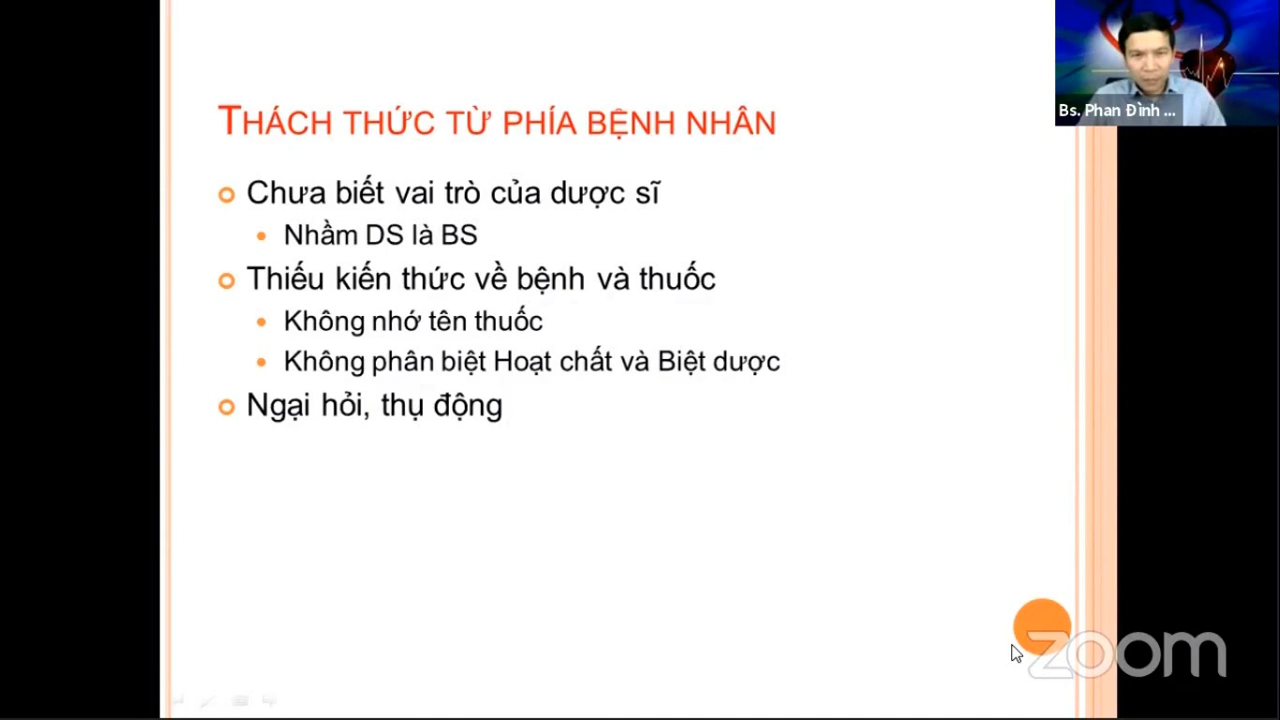 THÁCH THỨC TỪ PHÍA BỆNH NHÂN
Chưa biết vai trò của dược sĩ
Nhầm DS là BS
Thiếu kiến thức về bệnh và thuốc
Không nhớ tên thuốc
Không phân biệt Hoạt chất và Biệt dược
Ngại hỏi, thụ động
Bs. Phan Đình ...
zoom